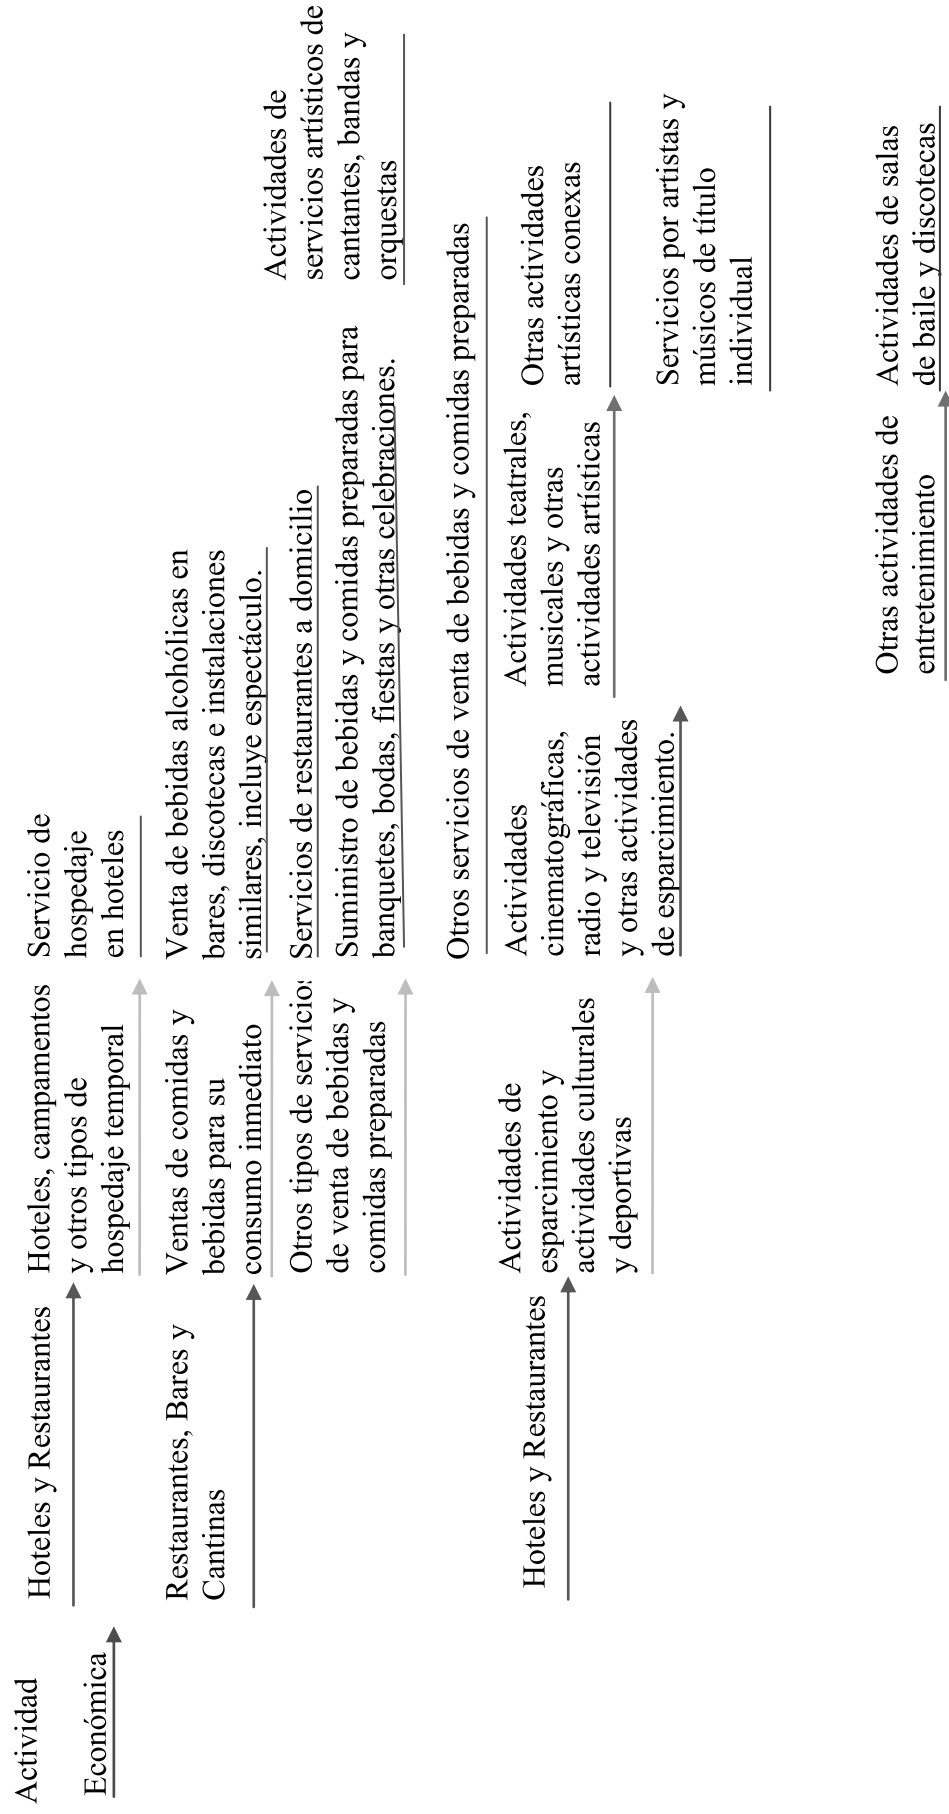 Actividad
Económica
Hoteles y Restaurantes
Hoteles, campamentos
y otros tipos de
hospedaje temporal
Servicio de
hospedaje
en hoteles
Restaurantes, Bares y
Cantinas
Ventas de comidas y
bebidas para su
consumo inmediato
Venta de bebidas alcohólicas en
bares, discotecas e instalaciones
similares, incluye espectáculo.
Otros tipos de servicios
de venta de bebidas y
comidas preparadas
Servicios de restaurantes a domicilio
Suministro de bebidas y comidas preparadas para
banquetes, bodas, fiestas y otras celebraciones.
Otros servicios de venta de bebidas y comidas preparadas
Actividades de
servicios artísticos de
cantantes, bandas y
orquestas
Hoteles y Restaurantes
Actividades de
esparcimiento y
actividades culturales
y deportivas
Actividades
cinematográficas,
radio y televisión
y otras actividades
de esparcimiento.
Actividades teatrales,
musicales y otras
actividades artísticas
Otras actividades
artísticas conexas
Servicios por artistas y
músicos de título
individual
Otras actividades de
entretenimiento
Actividades de salas
de baile y discotecas